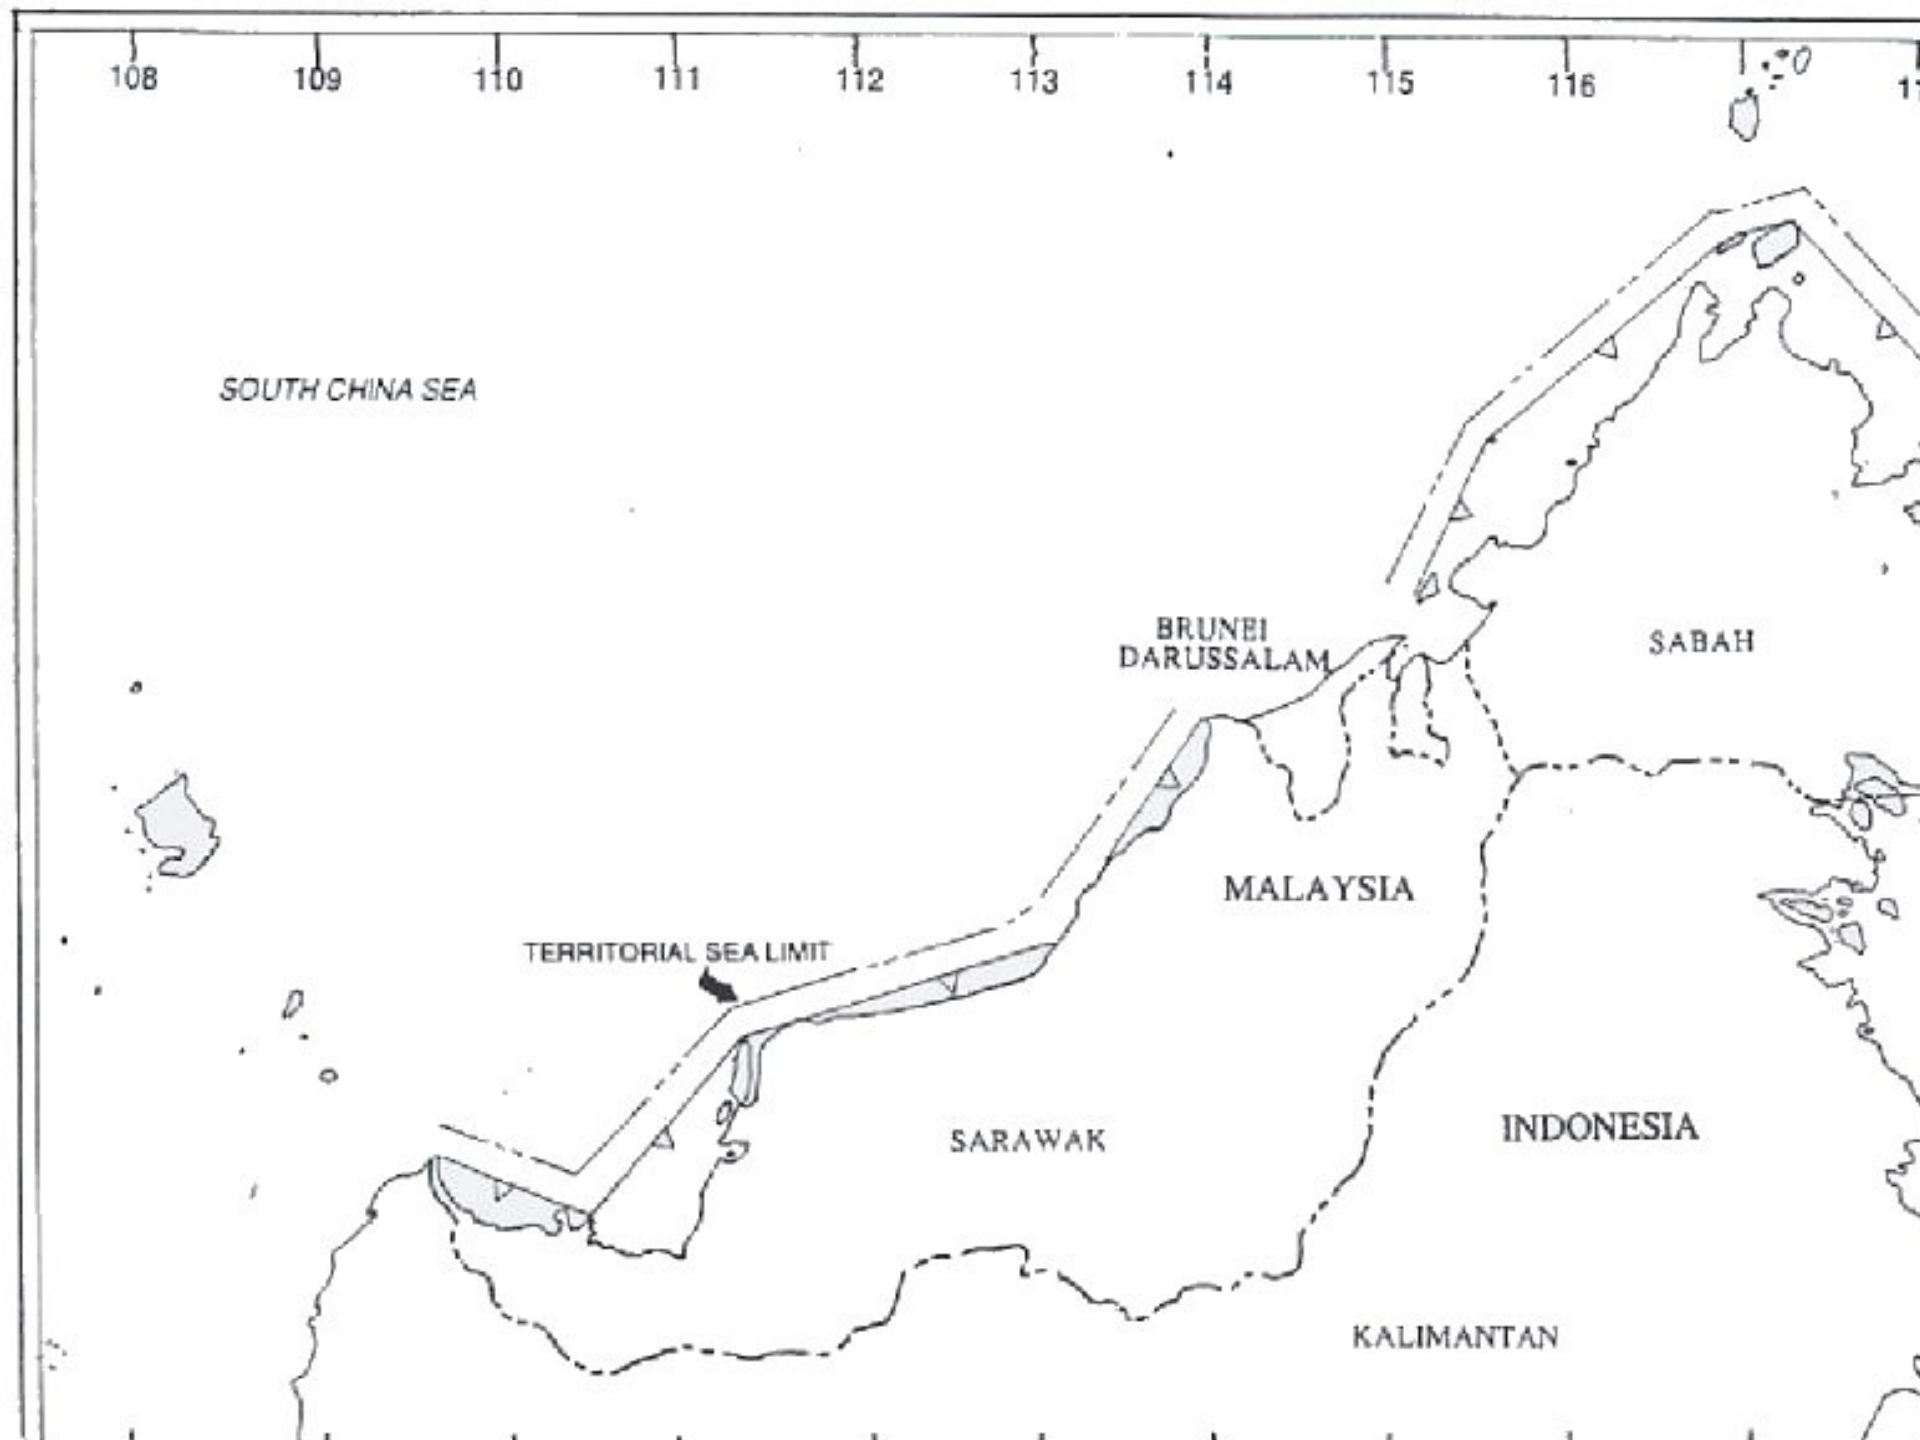 108 109 110 111 112 113 114 115 116
SOUTH CHINA SEA
BRUNEI
DARUSSALAM
SABAH
MALAYSIA
TERRITORIAL SEA LIMIT
SARAWAK
INDONESIA
KALIMANTAN